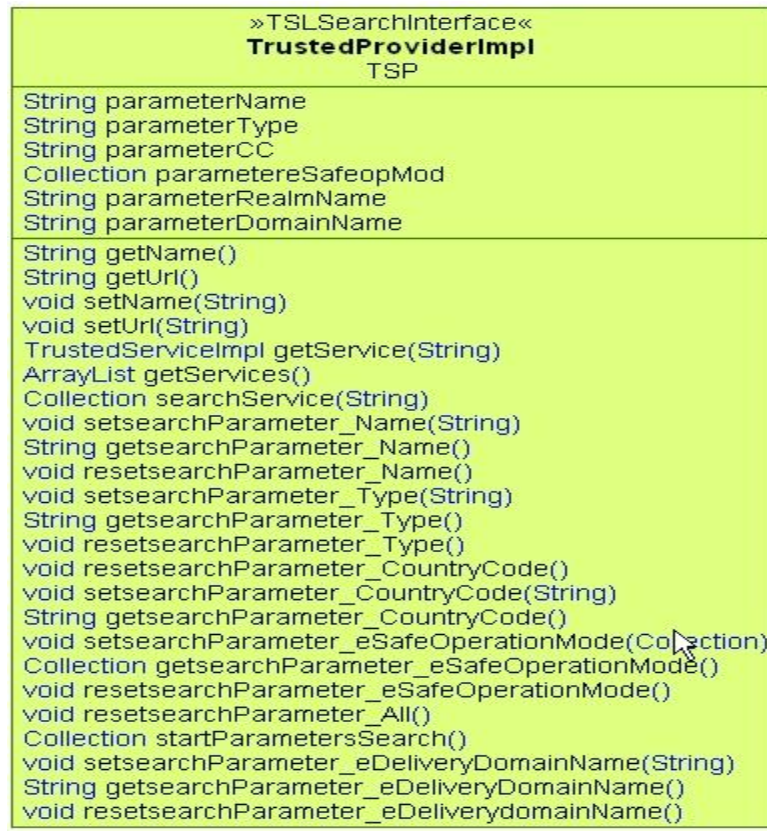 »TSLSearchInterface«
TrustedProviderImpl
TSP
String parameterName
String parameterType
String parameterCC
Collection parametereSafeopMod
String parameterRealmName
String parameterDomainName
String getName()
String getUrl()
void setName(String)
void setUrl(String)
TrustedServiceImpl getService(String)
ArrayList getServices()
Collection searchService(String)
void setsearchParameter_Name(String)
String getsearchParameter_Name()
void resetsearchParameter_Name()
void setsearchParameter_Type(String)
String getsearchParameter_Type()
void resetsearchParameter_Type()
void resetsearchParameter_CountryCode()
void setsearchParameter_CountryCode(String)
String getsearchParameter_CountryCode()
void setsearchParameter_eSafeOperationMode(Collection)
Collection getsearchParameter_eSafeOperationMode()
void resetsearchParameter_eSafeOperationMode()
void resetsearchParameter_All()
Collection startParametersSearch()
void setsearchParameter_eDeliveryDomainName(String)
String getsearchParameter_eDeliveryDomainName()
void resetsearchParameter_eDeliverydomainName()